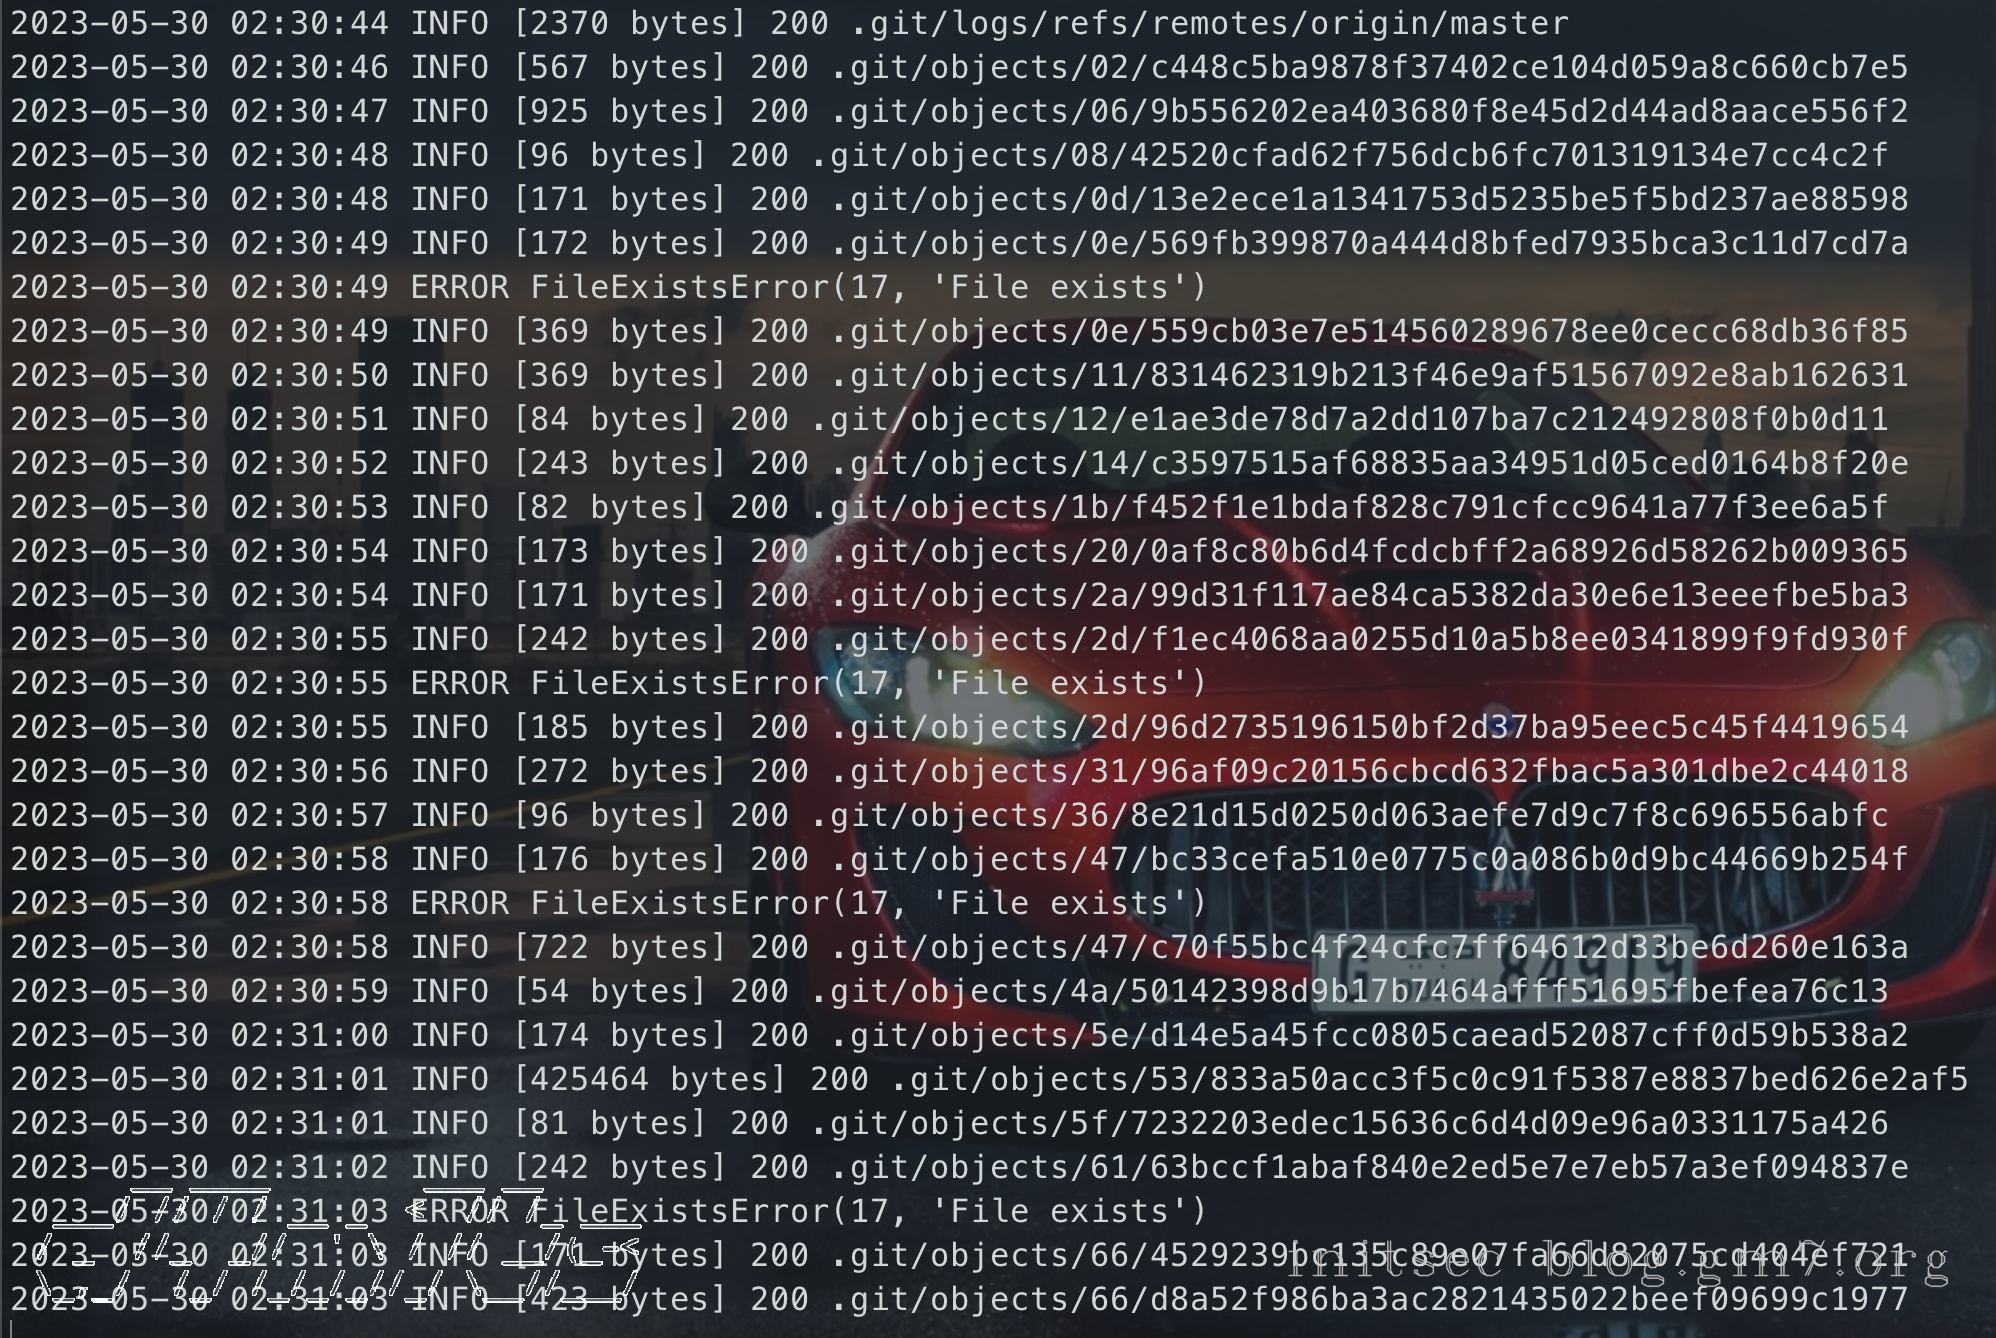 2023-05-30 02:30:44 INFO [2370 bytes] 200 .git/logs/refs/remotes/origin/master
2023-05-30 02:30:46 INFO [567 bytes] 200 .git/objects/02/c448c5ba9878f37402ce104d059a8c660cb7e5
2023-05-30 02:30:47 INFO [925 bytes] 200 .git/objects/06/9b556202ea403680f8e45d2d44ad8aace556f2
2023-05-30 02:30:48 INFO [96 bytes] 200 .git/objects/08/42520cfad62f756dcb6fc701319134e7cc4c2f
2023-05-30 02:30:48 INFO [171 bytes] 200 .git/objects/0d/13e2ece1a1341753d5235be5f5bd237ae88598
2023-05-30 02:30:49 INFO [172 bytes] 200 .git/objects/0e/569fb399870a444d8bfed7935bca3c11d7cd7a
2023-05-30 02:30:49 ERROR FileExistsError(17, 'File exists')
2023-05-30 02:30:49 INFO [369 bytes] 200 .git/objects/0e/559cb03e7e514560289678ee0cecc68db36f85
2023-05-30 02:30:50 INFO [369 bytes] 200 .git/objects/11/831462319b213f46e9af51567092e8ab162631
2023-05-30 02:30:51 INFO [84 bytes] 200 .git/objects/12/e1ae3de78d7a2dd107ba7c212492808f0b0d11
2023-05-30 02:30:52 INFO [243 bytes] 200 .git/objects/14/c3597515af68835aa34951d05ced0164b8f20e
2023-05-30 02:30:53 INFO [82 bytes] 200 .git/objects/1b/f452f1e1bdaf828c791cfcc9641a77f3ee6a5f
2023-05-30 02:30:54 INFO [173 bytes] 200 .git/objects/20/0af8c80b6d4fcdcbff2a68926d58262b009365
2023-05-30 02:30:54 INFO [171 bytes] 200 .git/objects/2a/99d31f117ae84ca5382da30e6e13eeefbe5ba3
2023-05-30 02:30:55 INFO [242 bytes] 200 .git/objects/2d/f1ec4068aa0255d10a5b8ee0341899f9fd930f
2023-05-30 02:30:55 ERROR FileExistsError(17, 'File exists')
2023-05-30 02:30:55 INFO [185 bytes] 200 .git/objects/2d/96d2735196150bf2d37ba95eec5c45f4419654
2023-05-30 02:30:56 INFO [272 bytes] 200 .git/objects/31/96af09c20156cbcd632fbac5a301dbe2c44018
2023-05-30 02:30:57 INFO [96 bytes] 200 .git/objects/36/8e21d15d0250d063aefe7d9c7f8c696556abfc
2023-05-30 02:30:58 INFO [176 bytes] 200 .git/objects/47/bc33cefa510e0775c0a086b0d9bc44669b254f
2023-05-30 02:30:58 ERROR FileExistsError(17, 'File exists')
2023-05-30 02:30:58 INFO [722 bytes] 200 .git/objects/47/c70f55bc4f24cfc7ff64612d33be6d260e163a
2023-05-30 02:30:59 INFO [54 bytes] 200 .git/objects/4a/50142398d9b17b7464afff51695fbefea76c13
2023-05-30 02:31:00 INFO [174 bytes] 200 .git/objects/5e/d14e5a45fcc0805caead52087cff0d59b538a2
2023-05-30 02:31:01 INFO [425464 bytes] 200 .git/objects/53/833a50acc3f5c0c91f5387e8837bed626e2af5
2023-05-30 02:31:01 INFO [81 bytes] 200 .git/objects/5f/7232203edec15636c6d4d09e96a0331175a426
2023-05-30 02:31:02 INFO [242 bytes] 200 .git/objects/61/63bccf1abaf840e2ed5e7e7eb57a3ef094837e
2023-05-30 02:31:03 ERROR FileExistsError(17, 'File exists')
2023-05-30 02:31:03 INFO [171 bytes] 200 .git/objects/66/4529239bc135c89e07fa66d82075cd404ef721
initsec blog.gm7.org
2023-05-30 02:31:03 INFO [423 bytes] 200 .git/objects/66/d8a52f986ba3ac2821435022beef09699c1977